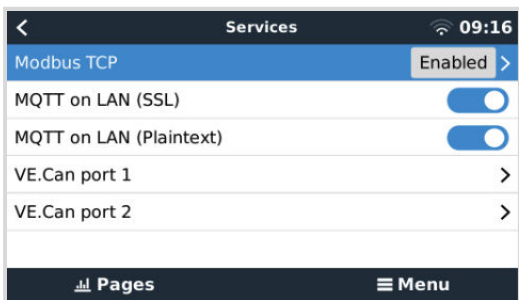 Services 09:16
Modbus TCP Enabled
MQTT on LAN (SSL)
MQTT on LAN (Plaintext)
VE.Can port 1
VE.Can port 2
Pages Menu